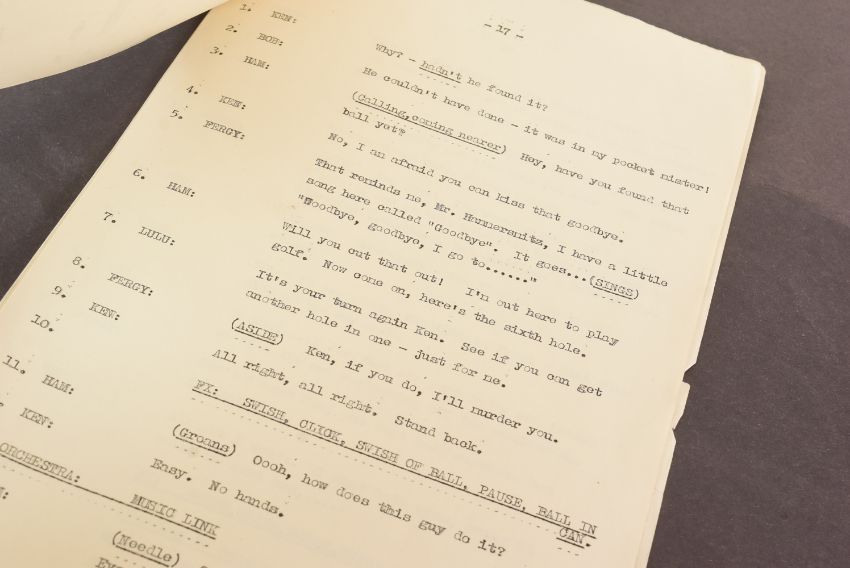 - 17 -
1. KEN: Why? - hadn't he found it?
2. BOB: He couldn't have done - it was in my pocket mister!
3. HAM: (Calling, coming nearer) Hey, have you found that
ball yet?
4. KEN: No, I am afraid you can kiss that goodbye.
5. FERGY: That reminds me, Mr. Hammersnitz, I have a little
song here called "Goodbye". It goes...(SINGS)
"Woodbye, goodbye, I go to......"
6. HAM: Will you cut that out! I'm out here to play
golf. Now come on, here's the sixth hole.
7. LULU: It's your turn again Ken. See if you can get
another hole in one - just for me.
8. FERGY: (ASIDE) Ken, if you do, I'll murder you.
9. KEN: All right, all right. Stand back.
10. FX: SWISH, CLICK, SWISH OF BALL, PAUSE, BALL IN
CAN.
11. HAM: (Groans) Oooh, how does this guy do it?
KEN: Easy. No hands.
ORCHESTRA: MUSIC LINK
(Needle)